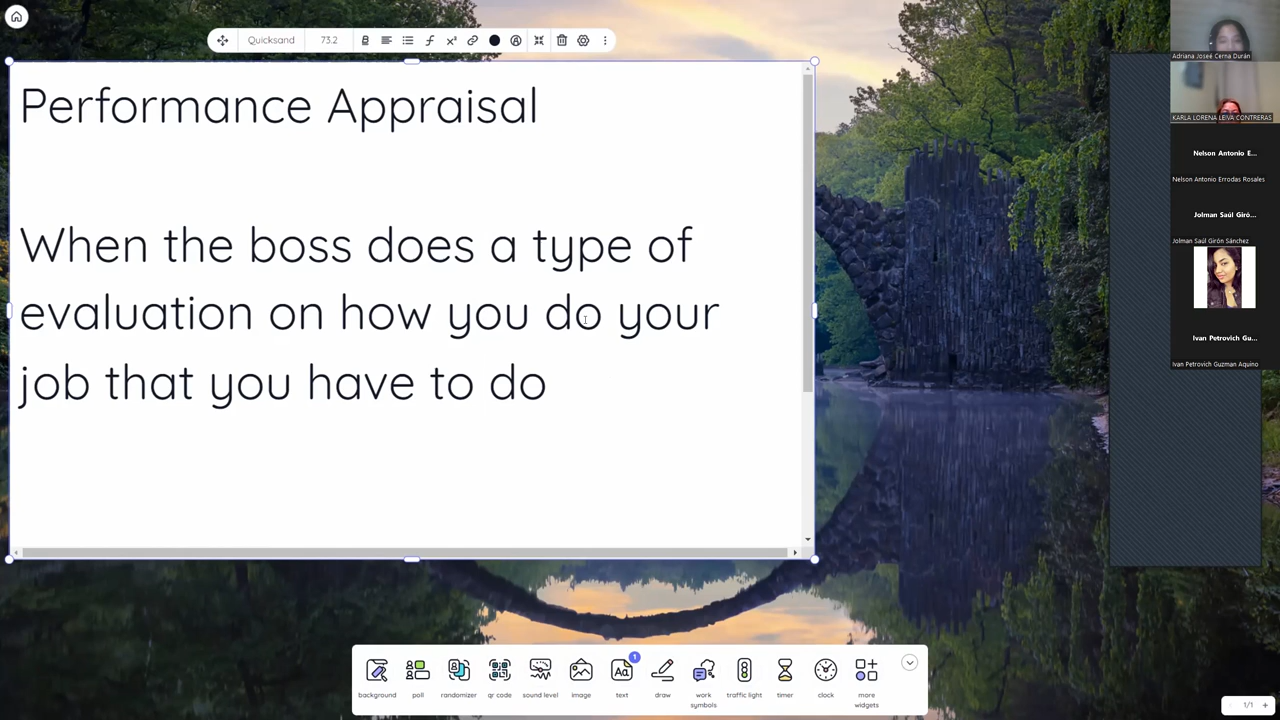 Quicksand
73.2
Performance Appraisal
When the boss does a type of
evaluation on how you do your
job that you have to do
Adriana Joseé Cerna Durán
KARLA LORENA LEIVA CONTRERAS
Nelson Antonio E...
Nelson Antonio Errodas Rosales
Jolman Saúl Giró...
Jolman Saúl Girón Sánchez
Ivan Petrovich Gu...
Ivan Petrovich Guzman Aquino
1
Aa
background
poll
randomizer
qr code
sound level
image
text
draw
work
symbols
traffic light
timer
clock
more
widgets
1/1